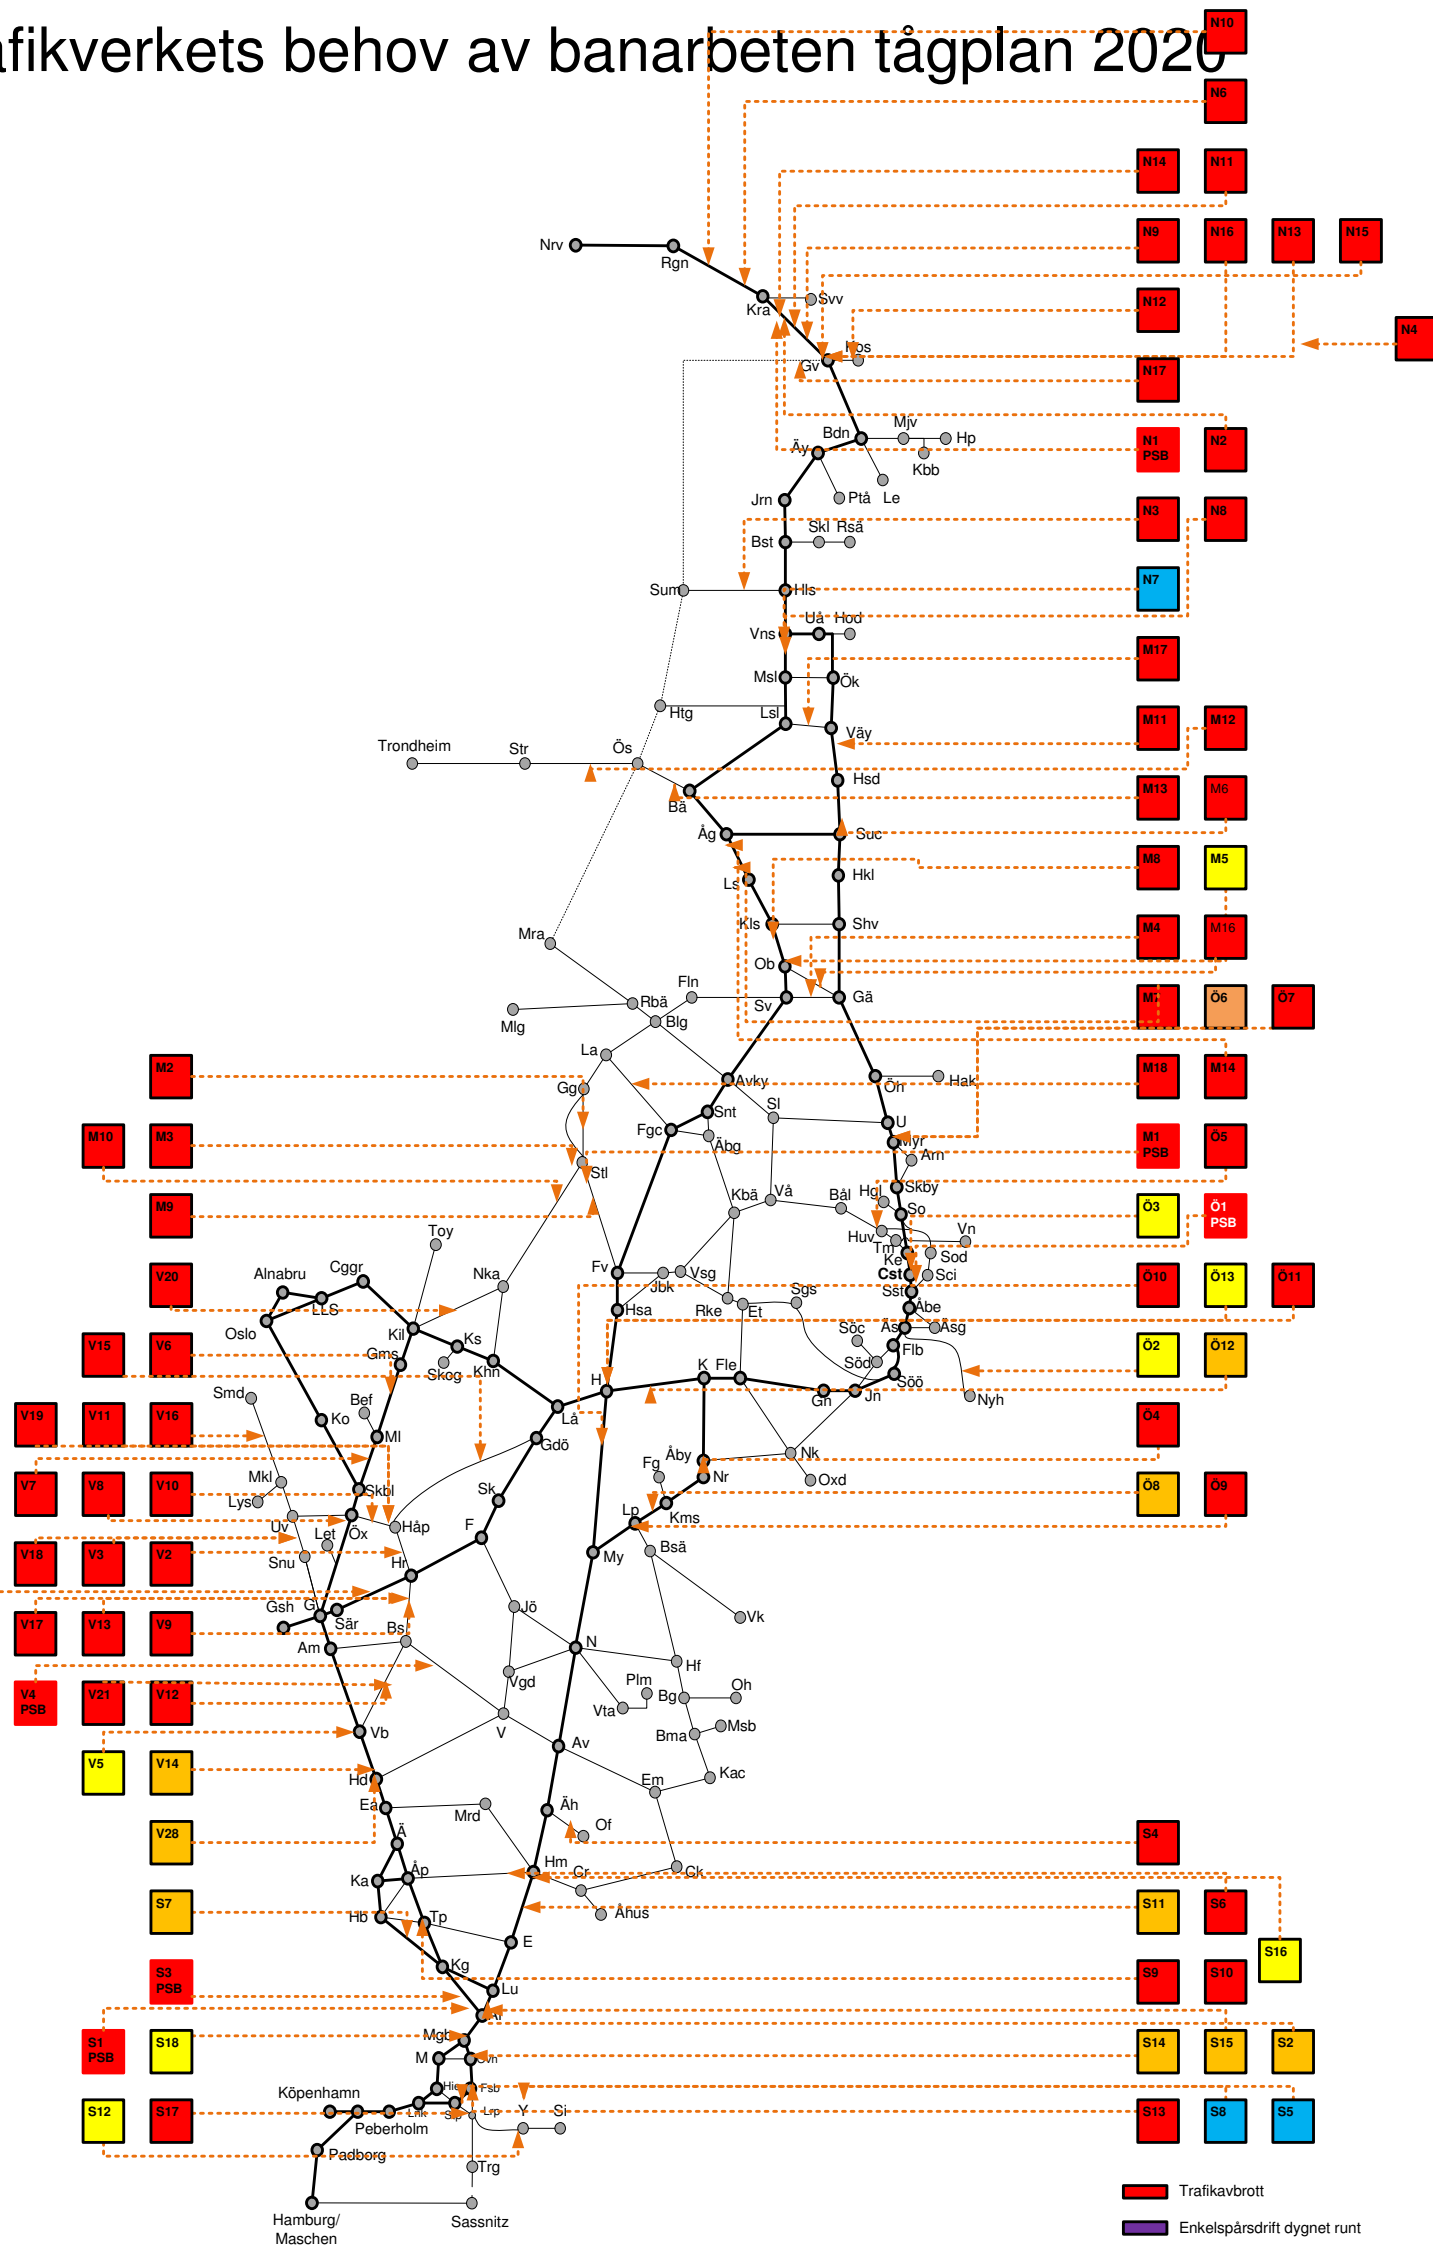 afikverkets behov av banarbeten tågplan 2020
N10
N6
N14 N11
N9 N16 N13 N15
Nrv
Rgn
Kra
Svv
N12
N4
Gv
N17
Bdn
Mjv
Hp
Kbb
Äy
N1
PSB
N2
Ptå
Le
Jrn
N3 N8
Bst
Skl Rsä
N7
Sum
Hls
Vns
Uå
Hod
M17
Msl
Ök
Htg
Lsl
Väy
M11 M12
Trondheim
Str
Ös
Hsd
Bä
M13 M6
Åg
Suc
M8 M5
Ls
Hkl
Kls
Shv
M4 M16
Mra
Ob
Fln
Sv
Gä
Ö6 Ö7
Mlg
Rbä
Blg
M2
La
M18 M14
Gg
Avky
Öh
Hak
Snt
Sl
U
M10 M3
Fgc
Äbg
Myr
Arn
M1
PSB
Ö5
Stl
Skby
M9
Kbä
Vå
Bål
Hgl
So
Ö3
Ö1
PSB
Toy
Huv
Tm
Vn
Ke
Sod
V20
Alnabru
Cggr
Nka
Fv
Jbk
Vsg
Cst
Sci
Ö10 Ö13 Ö11
LLS
Sst
Oslo
Hsa
Rke
Et
Sgs
Åbe
V15 V6
Kil
Ks
Söc
Äs
Äsg
Flb
Ö2 Ö12
Gms
Skog
Khn
Söd
K Fle
Söö
Smd
Bef
H
Gn
Jn
Nyh
V19 V11 V16
Ko
Lå
Ö4
Ml
Gdö
Åby
Nk
V7 V8 V10
Mkl
Lys
Skbl
Sk
Fg
Nr
Oxd
Ö8 Ö9
Uv
Öx
Håp
Lp
Kms
Let
F
V18 V3 V2
Snu
Hr
My
Bsä
Gsh
G
Sär
Jö
Vk
V17 V13 V9
Am
Bs
N
Hf
Vgd
Plm
V4
PSB
V21 V12
Vta
Bg
Oh
Vb
V
Bma
Msb
V5 V14
Av
Hd
Em
Kac
Ea
Mrd
Äh
Of
V28
Ä
S4
Åp
Hm
Cr
Ck
Ka
S7
Hb
Tp
Åhus
S11 S6
E
S16
Kg
S3
PSB
S9 S10
Lu
S1
PSB
S18
Mgb
S14 S15 S2
M
Köpenhamn
Fsb
S12 S17
Lnk
Lrp
Y
Si
S13 S8 S5
Peberholm
Padborg
Trg
Trafikavbrott
Hamburg/
Maschen
Sassnitz
Enkelspårsdrift dygnet runt